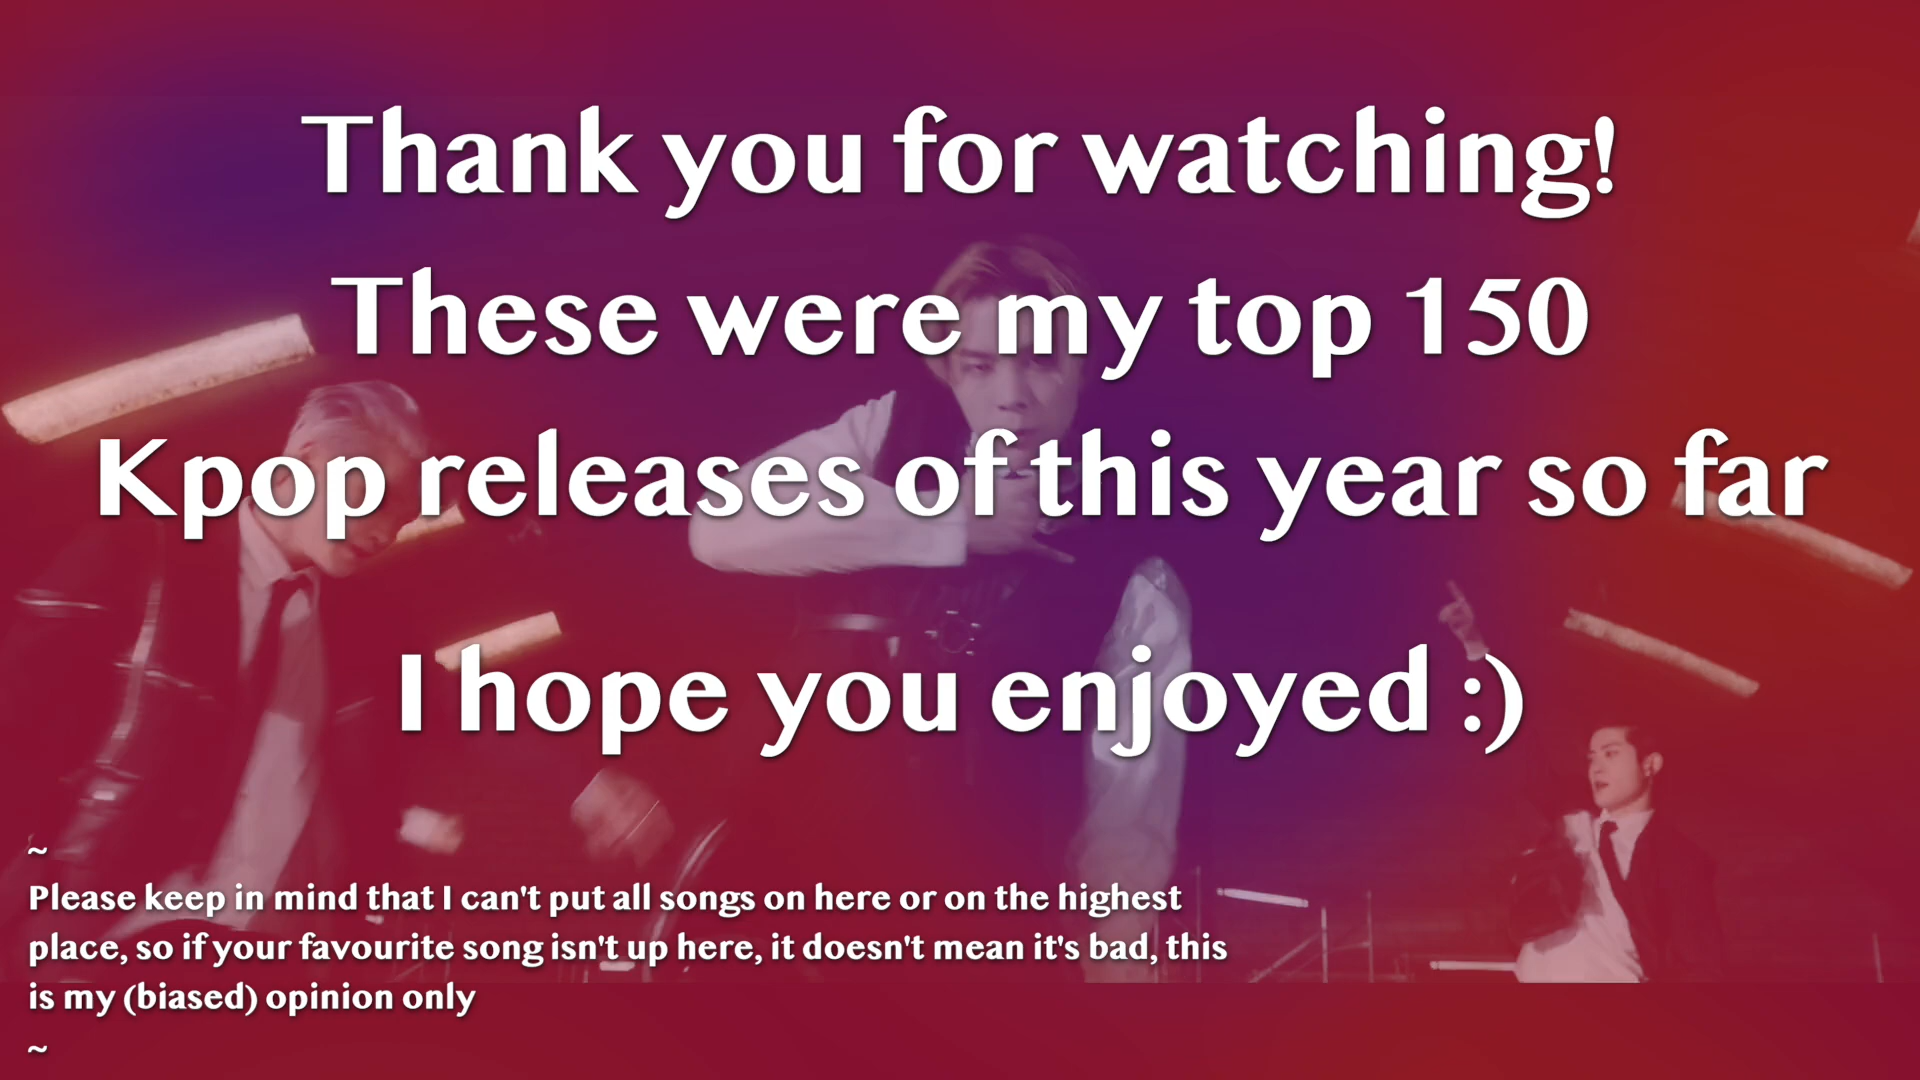 Thank you for watching!
These were my top 150
Kpop releases of this year so far
I hope you enjoyed :)
~
Please keep in mind that I can't put all songs on here or on the highest
place, so if your favourite song isn't up here, it doesn't mean it's bad, this
is my (biased) opinion only
~